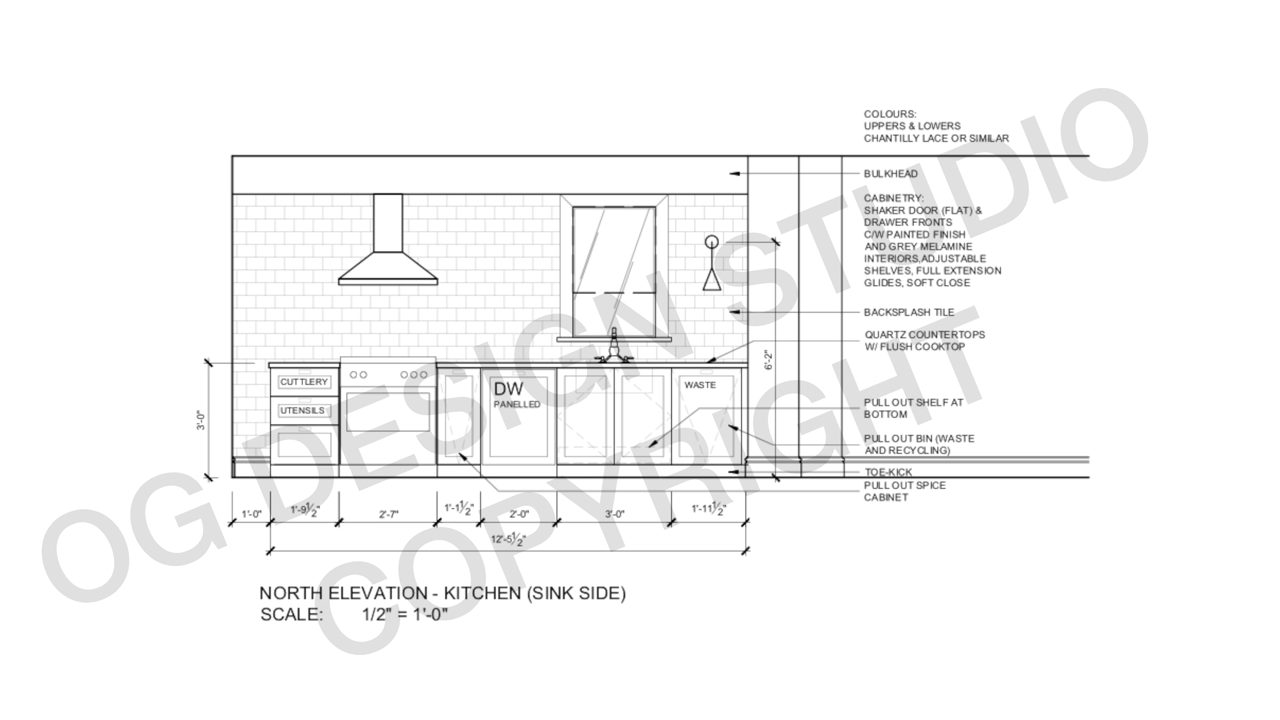 COLOURS:
UPPERS & LOWERS
CHANTILLY LACE OR SIMILAR
BULKHEAD
CABINETRY:
SHAKER DOOR (FLAT) &
DRAWER FRONTS
C/W PAINTED FINISH
AND GREY MELAMINE
INTERIORS,ADJUSTABLE
SHELVES, FULL EXTENSION
GLIDES, SOFT CLOSE
BACKSPLASH TILE
QUARTZ COUNTERTOPS
W/ FLUSH COOKTOP
6'-2"
CUTTLERY
UTENSILS
DW
PANELLED
WASTE
3'-0"
PULL OUT SHELF AT
BOTTOM
PULL OUT BIN (WASTE
AND RECYCLING)
TOE-KICK
PULL OUT SPICE
CABINET
1'-0"
1'-9½"
2'-7"
1'-1½"
2'-0"
3'-0"
1'-11½"
12'-5½"
NORTH ELEVATION - KITCHEN (SINK SIDE)
SCALE: 1/2" = 1'-0"
OG DESIGN STUDIO
COPYRIGHT